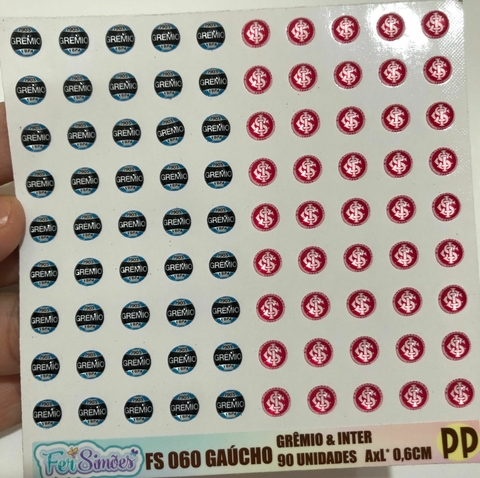 GRÊMIO
Fer Simões
FS 060 GAÚCHO
GRÊMIO & INTER
90 UNIDADES AxL* 0,6CM
PP